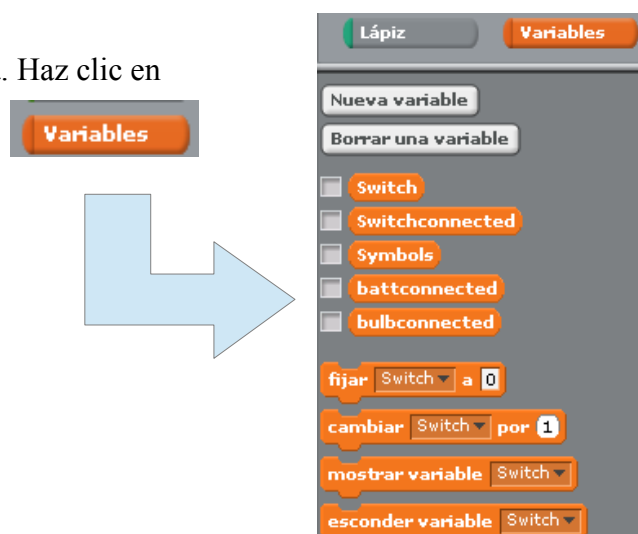 . Haz clic en
Variables
Lápiz Variables
Nueva variable
Borrar una variable
Switch
Switchconnected
Symbols
battconnected
bulbconnected
fijar Switch a 0
cambiar Switch por 1
mostrar variable Switch
esconder variable Switch